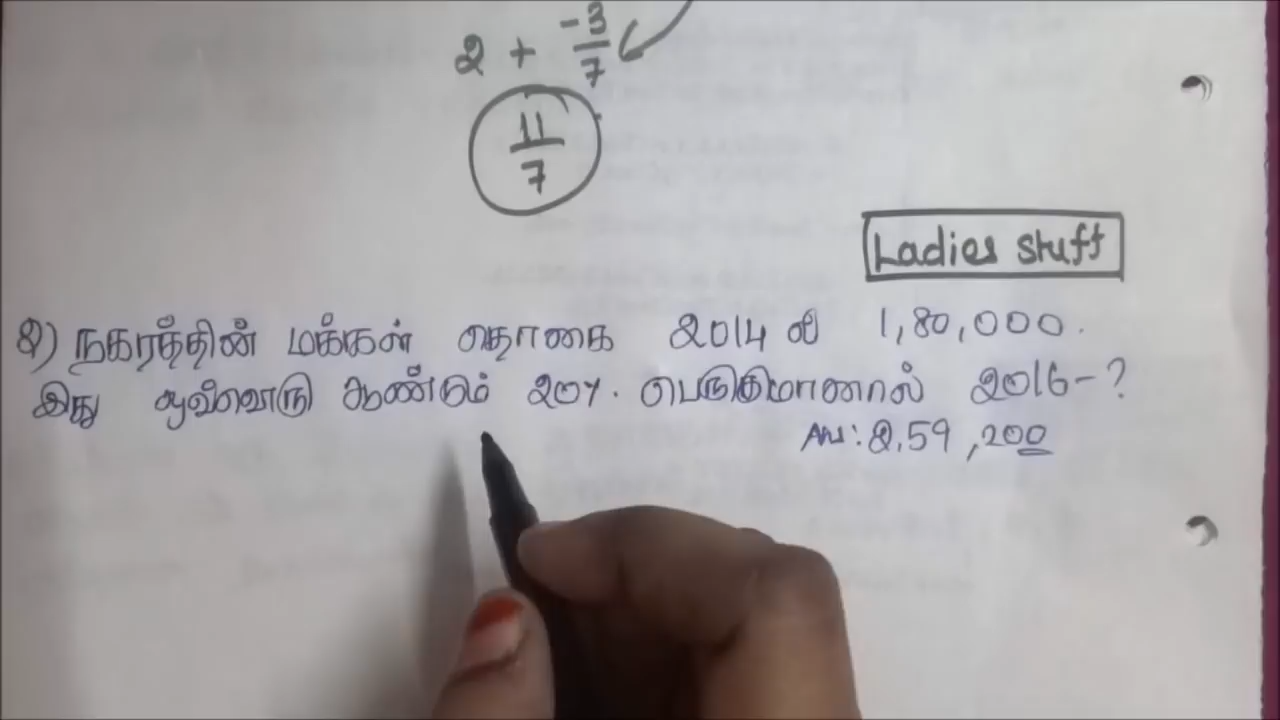 2 + -3/7
11/7
Ladies stuff
2) நகரத்தின் மக்கள் தொகை 2014 ல் 1,80,000.
இது ஒவ்வொரு ஆண்டும் 20%. பெருகுமானால் 2016-?
Ans: 2,59,200